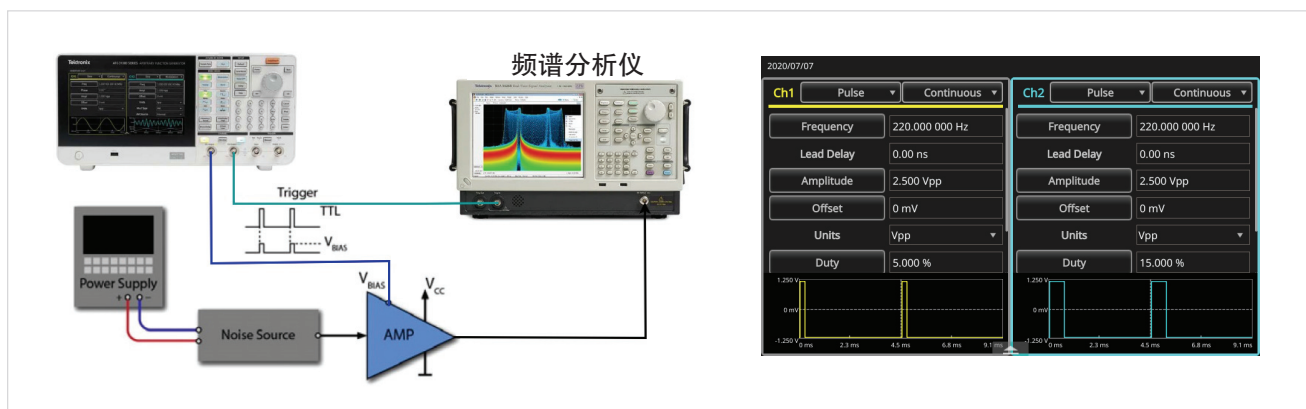 Tektronix
频谱分析仪
Trigger
TTL
VBIAS
Power Supply
+ −
Noise Source
VBIAS
VCC
AMP
2020/07/07
Ch1 Pulse Continuous
Frequency 220.000 000 Hz
Lead Delay 0.00 ns
Amplitude 2.500 Vpp
Offset 0 mV
Units Vpp
Duty 5.000 %
1.250 V
0 mV
-1.250 V
0 ms 2.3 ms 4.5 ms 6.8 ms 9.1 ms
Ch2 Pulse Continuous
Frequency 220.000 000 Hz
Lead Delay 0.00 ns
Amplitude 2.500 Vpp
Offset 0 mV
Units Vpp
Duty 15.000 %
1.250 V
0 mV
-1.250 V
0 ms 2.3 ms 4.5 ms 6.8 ms 9.1 ms